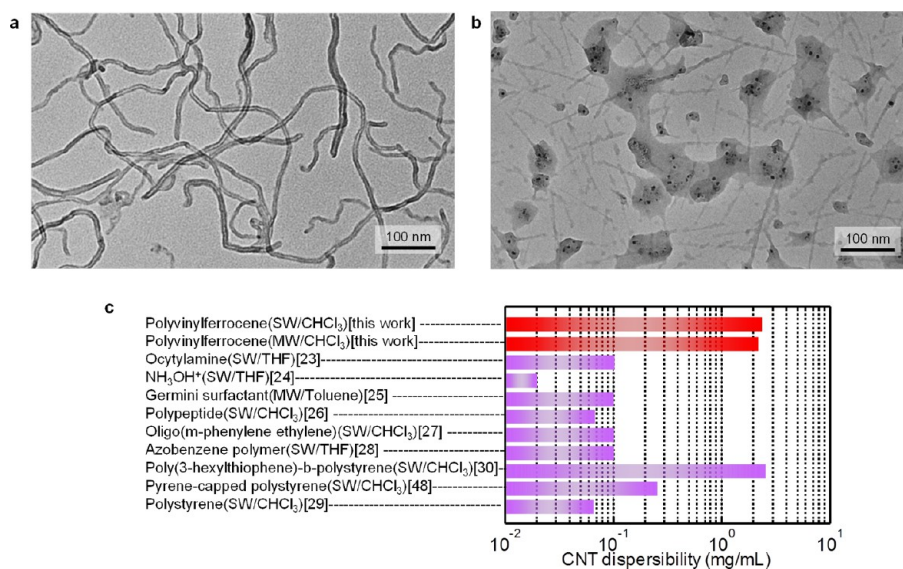 a
100 nm
b
100 nm
c
Polyvinylferrocene(SW/CHCl₃)[this work]
Polyvinylferrocene(MW/CHCl₃)[this work]
Ocytylamine(SW/THF)[23]
NH₃OH⁺(SW/THF)[24]
Germini surfactant(MW/Toluene)[25]
Polypeptide(SW/CHCl₃)[26]
Oligo(m-phenylene ethylene)(SW/CHCl₃)[27]
Azobenzene polymer(SW/THF)[28]
Poly(3-hexylthiophene)-b-polystyrene(SW/CHCl₃)[30]
Pyrene-capped polystyrene(SW/CHCl₃)[48]
Polystyrene(SW/CHCl₃)[29]
10⁻² 10⁻¹ 10⁰ 10¹
CNT dispersibility (mg/mL)